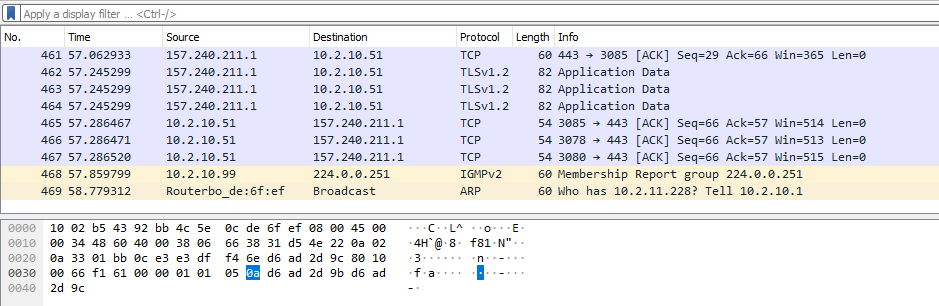 Apply a display filter ... <Ctrl-/>
No. Time Source Destination Protocol Length Info
461 57.062933 157.240.211.1 10.2.10.51 TCP 60 443 → 3085 [ACK] Seq=29 Ack=66 Win=365 Len=0
462 57.245299 157.240.211.1 10.2.10.51 TLSv1.2 82 Application Data
463 57.245299 157.240.211.1 10.2.10.51 TLSv1.2 82 Application Data
464 57.245299 157.240.211.1 10.2.10.51 TLSv1.2 82 Application Data
465 57.286467 10.2.10.51 157.240.211.1 TCP 54 3085 → 443 [ACK] Seq=66 Ack=57 Win=514 Len=0
466 57.286471 10.2.10.51 157.240.211.1 TCP 54 3078 → 443 [ACK] Seq=66 Ack=57 Win=513 Len=0
467 57.286520 10.2.10.51 157.240.211.1 TCP 54 3080 → 443 [ACK] Seq=66 Ack=57 Win=515 Len=0
468 57.859799 10.2.10.99 224.0.0.251 IGMPv2 60 Membership Report group 224.0.0.251
469 58.779312 Routerbo_de:6f:ef Broadcast ARP 60 Who has 10.2.11.228? Tell 10.2.10.1
0000 10 02 b5 43 92 bb 4c 5e 0c de 6f ef 08 00 45 00 ···C··L^ ··o···E·
0010 00 34 48 60 40 00 38 06 66 38 31 d5 4e 22 0a 02 ·4H`@·8· f81·N"··
0020 0a 33 01 bb 0c e3 e3 df f4 6e d6 ad 2d 9c 80 10 ·3······ ·n··-···
0030 00 66 f1 61 00 00 01 01 05 0a d6 ad 2d 9b d6 ad ·f·a···· ····-···
0040 2d 9c -·